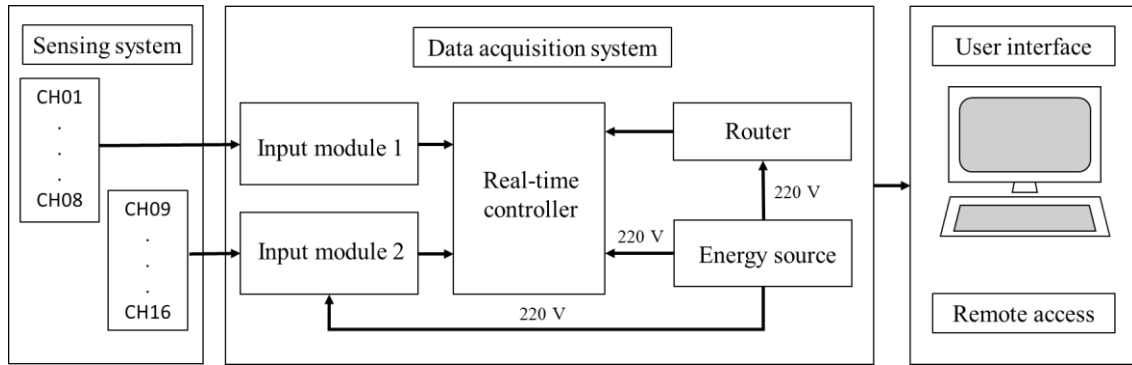 Sensing system
CH01
.
.
.
CH08
CH09
.
.
.
CH16
Data acquisition system
Input module 1
Input module 2
Real-time
controller
Router
220 V
220 V
Energy source
220 V
User interface
Remote access